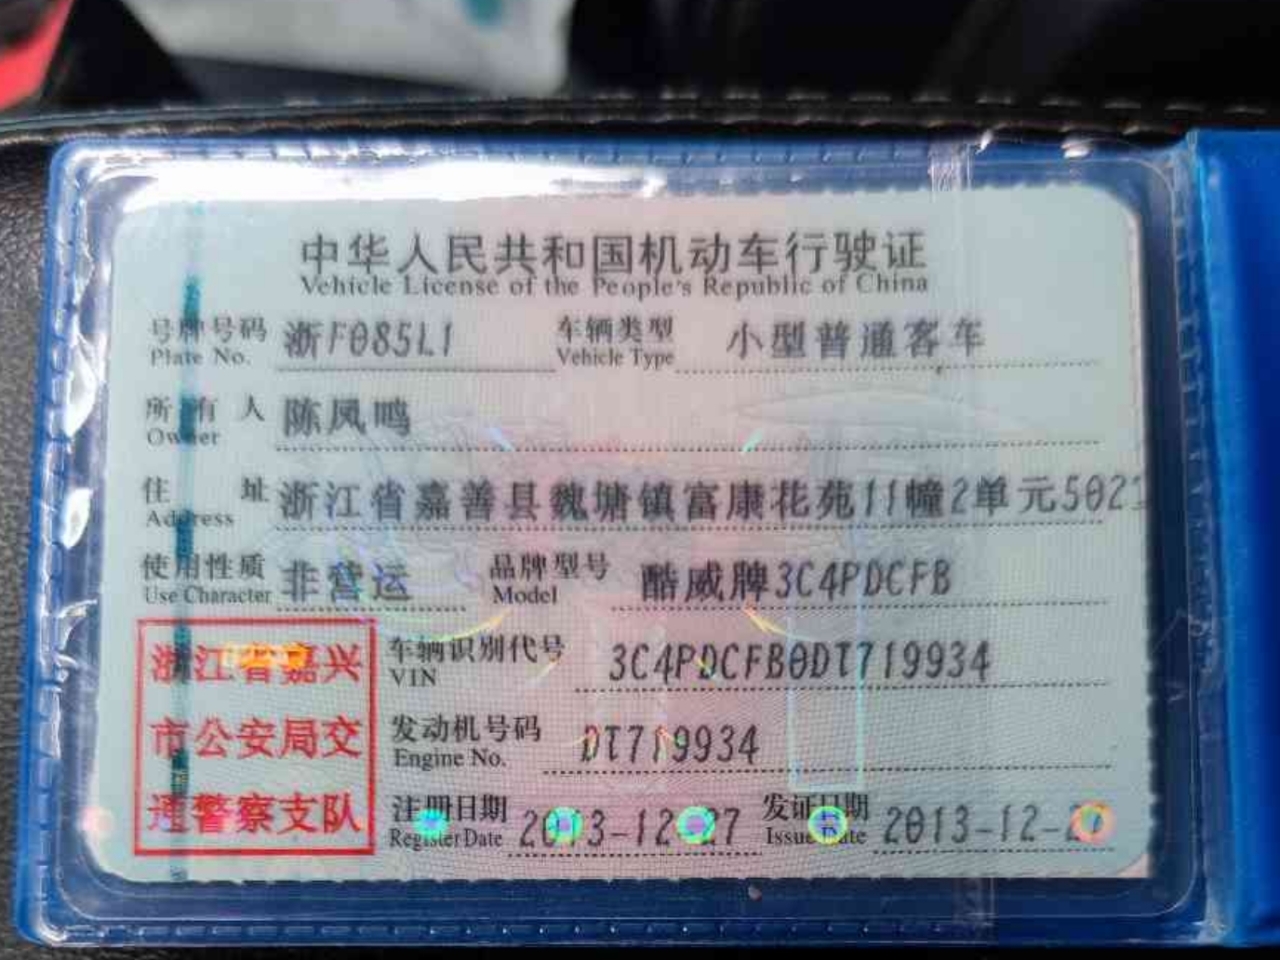 中华人民共和国机动车行驶证
Vehicle License of the People's Republic of China
号牌号码 浙F085L1 车辆类型 小型普通客车
Plate No. Vehicle Type
所有人 陈凤鸣
Owner
住址 浙江省嘉善县魏塘镇富康花苑11幢2单元502
Address
使用性质 非营运 品牌型号 酷威牌3C4PDCFB
Use Character Model
浙江省嘉兴
市公安局交
通警察支队
车辆识别代号 3C4PDCFB0DT719934
VIN
发动机号码 DT719934
Engine No.
注册日期 2013-12-27 发证日期 2013-12-27
Register Date Issue Date